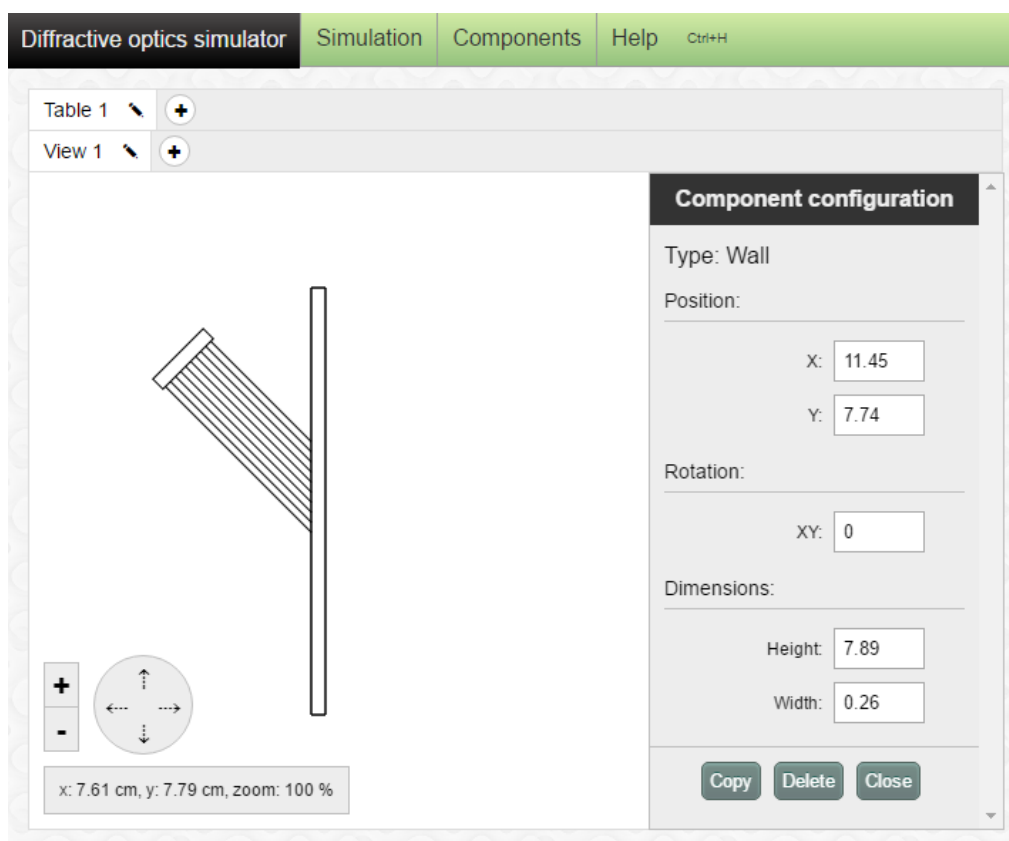 Diffractive optics simulator Simulation Components Help Ctrl+H
Table 1 +
View 1 +
Component configuration
Type: Wall
Position:
X: 11.45
Y: 7.74
Rotation:
XY: 0
Dimensions:
Height: 7.89
Width: 0.26
+
-
Copy Delete Close
x: 7.61 cm, y: 7.79 cm, zoom: 100 %